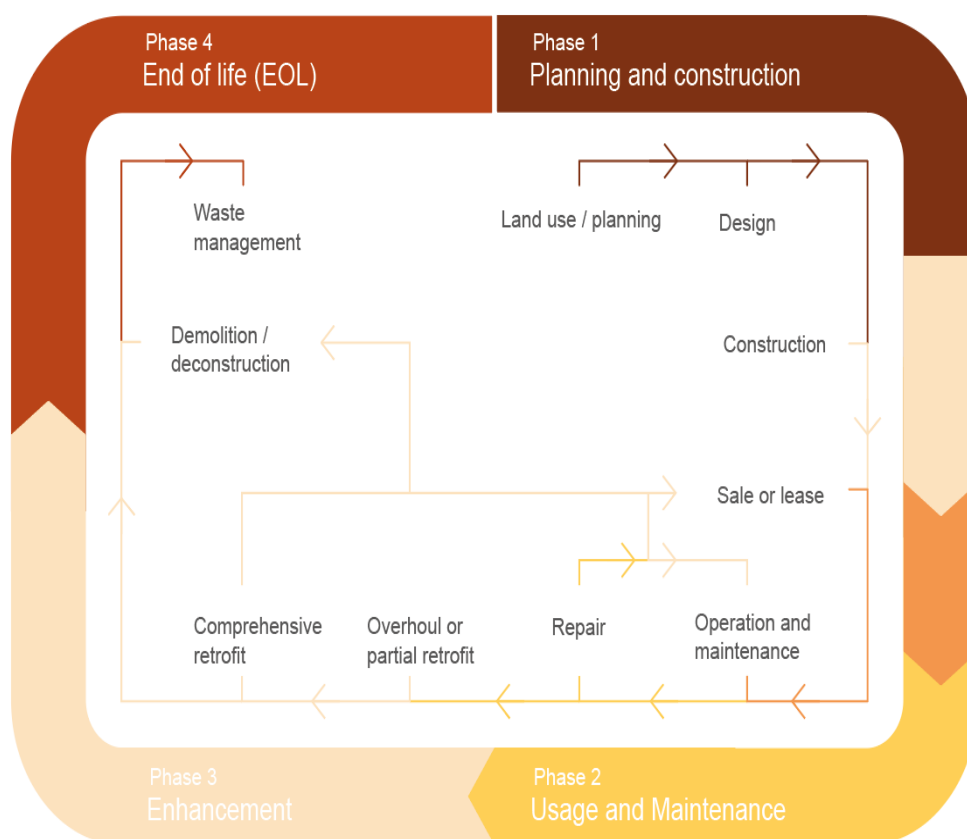 Phase 4
End of life (EOL)
Phase 1
Planning and construction
Waste
management
Land use / planning
Design
Demolition /
deconstruction
Construction
Sale or lease
Comprehensive
retrofit
Overhoul or
partial retrofit
Repair
Operation and
maintenance
Phase 3
Enhancement
Phase 2
Usage and Maintenance